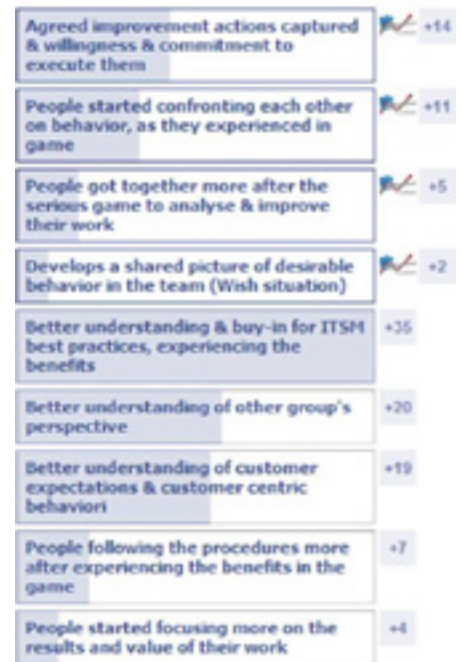 Agreed improvement actions captured +14
& willingness & commitment to
execute them
People started confronting each other +11
on behavior, as they experienced in
game
People got together more after the +5
serious game to analyse & improve
their work
Develops a shared picture of desirable +2
behavior in the team (Wish situation)
Better understanding & buy-in for ITSM +35
best practices, experiencing the
benefits
Better understanding of other group's +20
perspective
Better understanding of customer +19
expectations & customer centric
behaviori
People following the procedures more +7
after experiencing the benefits in the
game
People started focusing more on the +4
results and value of their work